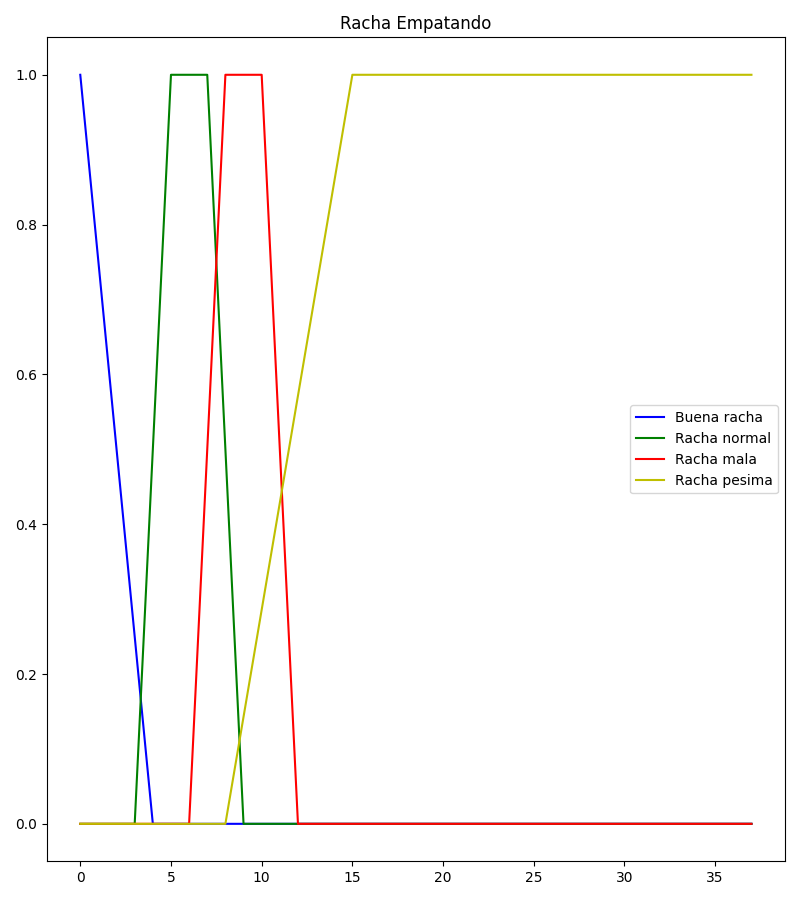 Racha Empatando
1.0
0.8
0.6
0.4
0.2
0.0
Buena racha
Racha normal
Racha mala
Racha pesima
0 5 10 15 20 25 30 35